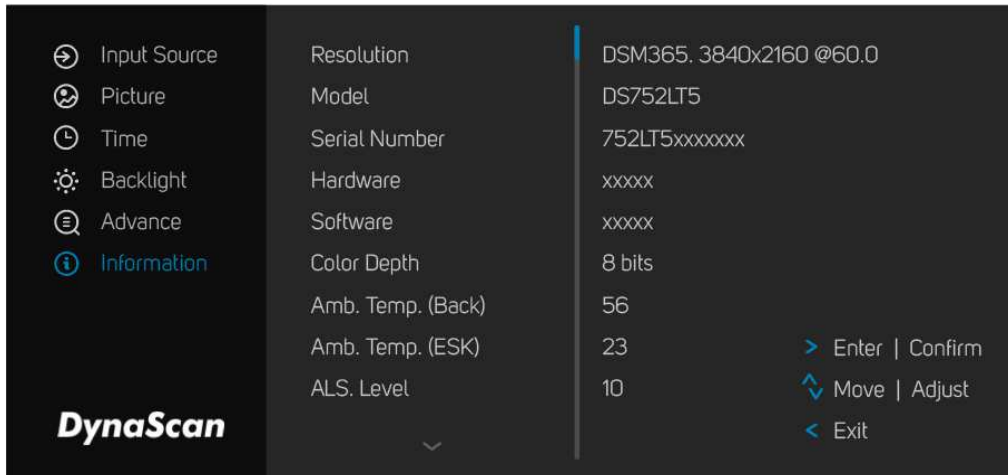 Input Source
Picture
Time
Backlight
Advance
Information
DynaScan
Resolution DSM365. 3840x2160 @60.0
Model DS752LT5
Serial Number 752LT5xxxxxxx
Hardware xxxxx
Software xxxxx
Color Depth 8 bits
Amb. Temp. (Back) 56
Amb. Temp. (ESK) 23
ALS. Level 10
> Enter | Confirm
Move | Adjust
< Exit